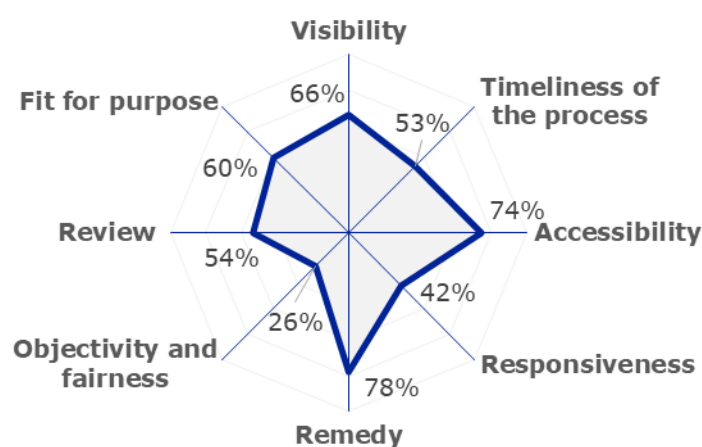 Visibility
66%
Timeliness of
the process
53%
Fit for purpose
60%
74%
Accessibility
Review
54%
42%
26%
Objectivity and
fairness
Responsiveness
78%
Remedy